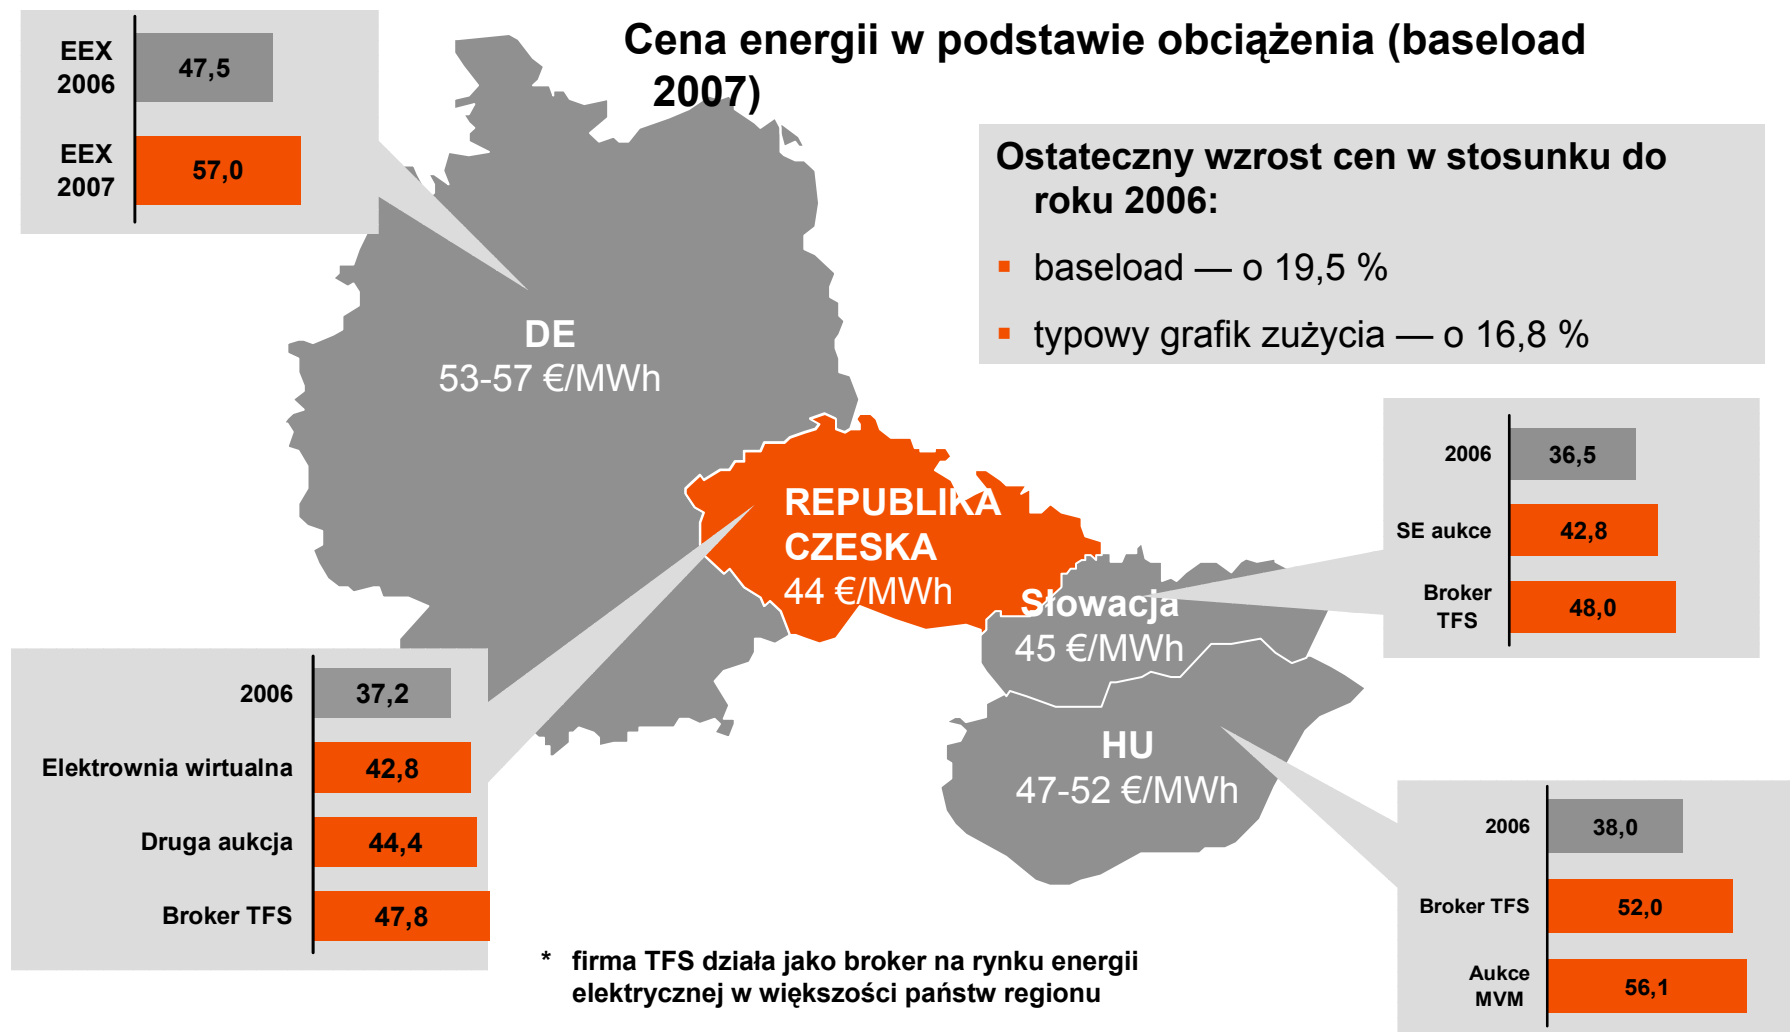 Cena energii w podstawie obciążenia (baseload
2007)
EEX
2006
47,5
EEX
2007
57,0
Ostateczny wzrost cen w stosunku do
roku 2006:
▪ baseload — o 19,5 %
▪ typowy grafik zużycia — o 16,8 %
DE
53-57 €/MWh
REPUBLIKA
CZESKA
44 €/MWh
Słowacja
45 €/MWh
HU
47-52 €/MWh
2006
36,5
SE aukce
42,8
Broker
TFS
48,0
2006
37,2
Elektrownia wirtualna
42,8
Druga aukcja
44,4
Broker TFS
47,8
2006
38,0
Broker TFS
52,0
Aukce
MVM
56,1
* firma TFS działa jako broker na rynku energii
elektrycznej w większości państw regionu